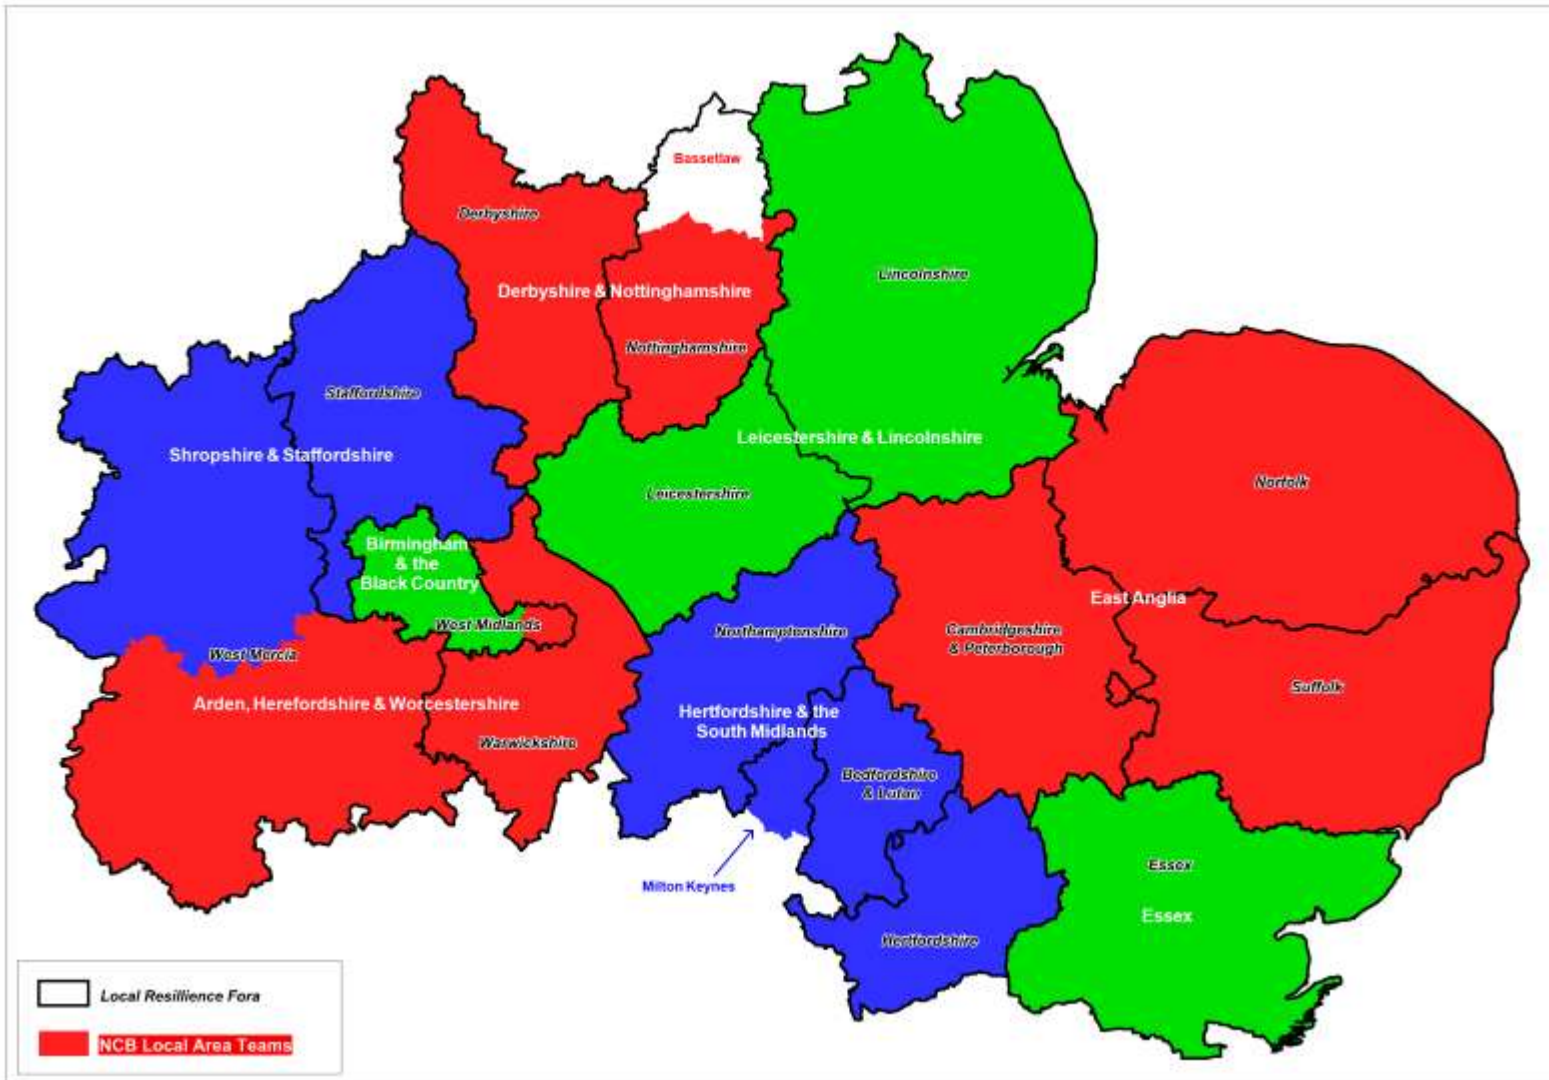 Bassetlaw
Derbyshire
Lincolnshire
Derbyshire & Nottinghamshire
Nottinghamshire
Staffordshire
Leicestershire & Lincolnshire
Shropshire & Staffordshire
Norfolk
Leicestershire
Birmingham
& the
Black Country
East Anglia
West Midlands
Northamptonshire
Cambridgeshire
& Peterborough
West Mercia
Suffolk
Arden, Herefordshire & Worcestershire
Hertfordshire & the
South Midlands
Warwickshire
Bedfordshire
& Luton
Essex
Milton Keynes
Essex
Hertfordshire
Local Resillience Fora
NCB Local Area Teams